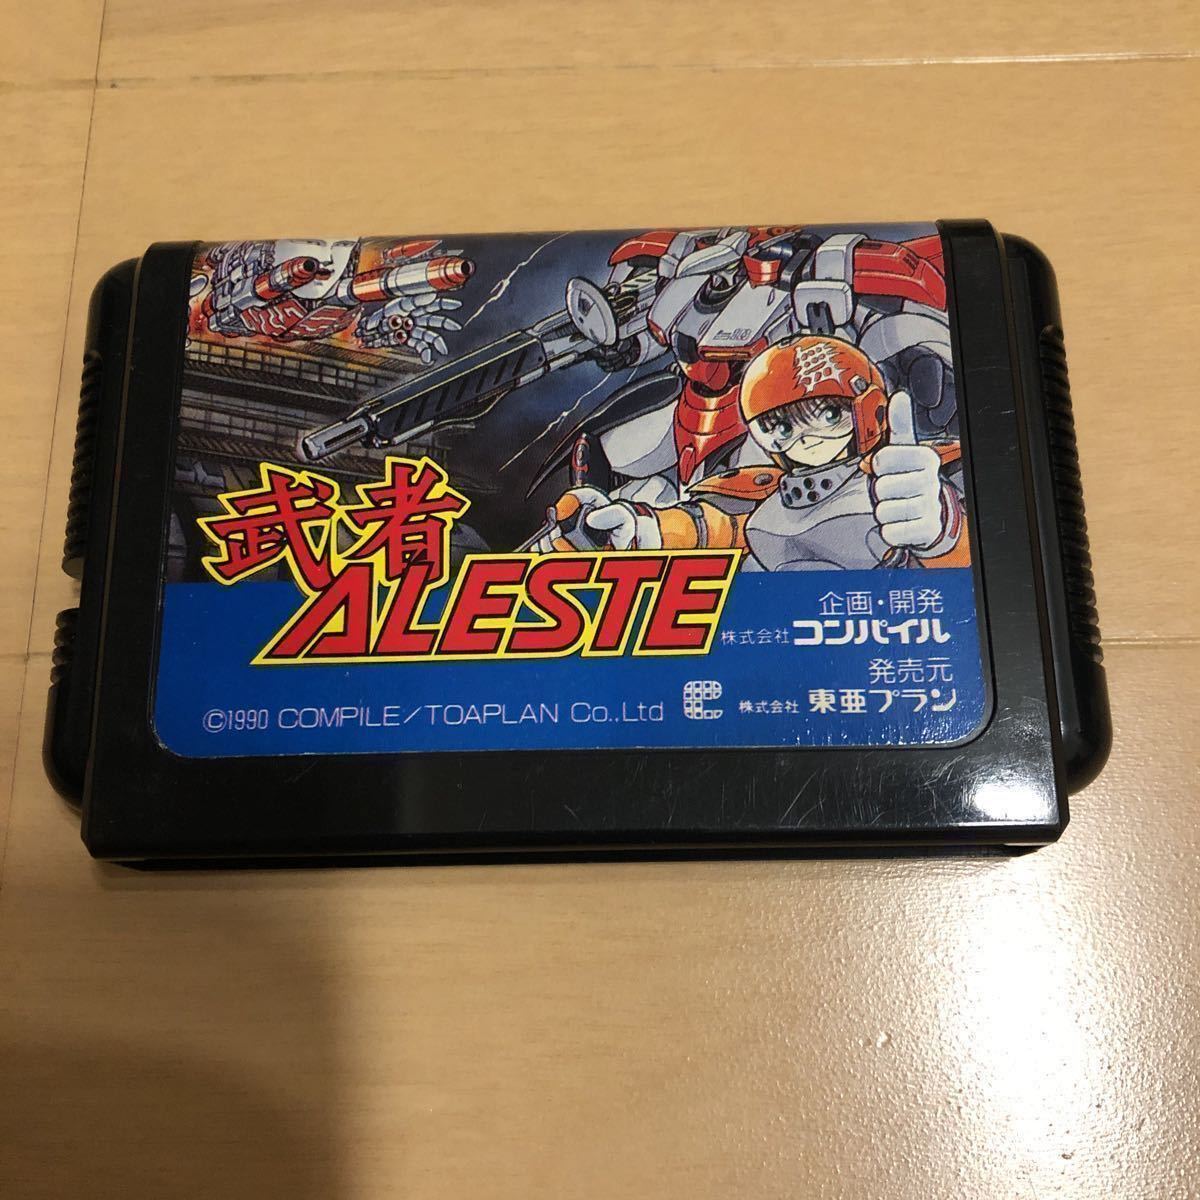 武者
ALESTE
企画・開発
株式会社 コンパイル
発売元
©1990 COMPILE/TOAPLAN Co.,Ltd
株式会社 東亜プラン